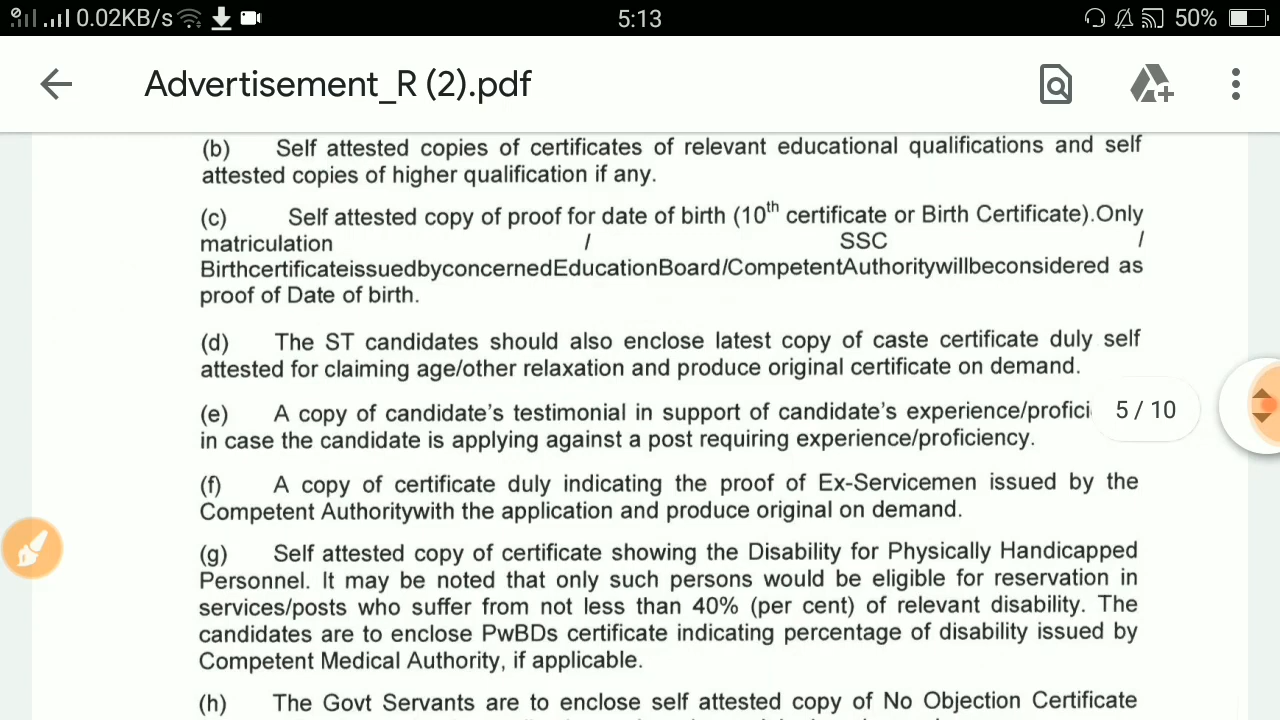 0.02KB/s 5:13 50%
Advertisement_R (2).pdf
(b) Self attested copies of certificates of relevant educational qualifications and self
attested copies of higher qualification if any.
(c) Self attested copy of proof for date of birth (10th certificate or Birth Certificate).Only
matriculation / SSC /
BirthcertificateissuedbyconcernedEducationBoard/CompetentAuthoritywillbeconsidered as
proof of Date of birth.
(d) The ST candidates should also enclose latest copy of caste certificate duly self
attested for claiming age/other relaxation and produce original certificate on demand.
(e) A copy of candidate's testimonial in support of candidate's experience/profici
5 / 10
in case the candidate is applying against a post requiring experience/proficiency.
(f) A copy of certificate duly indicating the proof of Ex-Servicemen issued by the
Competent Authoritywith the application and produce original on demand.
(g) Self attested copy of certificate showing the Disability for Physically Handicapped
Personnel. It may be noted that only such persons would be eligible for reservation in
services/posts who suffer from not less than 40% (per cent) of relevant disability. The
candidates are to enclose PwBDs certificate indicating percentage of disability issued by
Competent Medical Authority, if applicable.
(h) The Govt Servants are to enclose self attested copy of No Objection Certificate